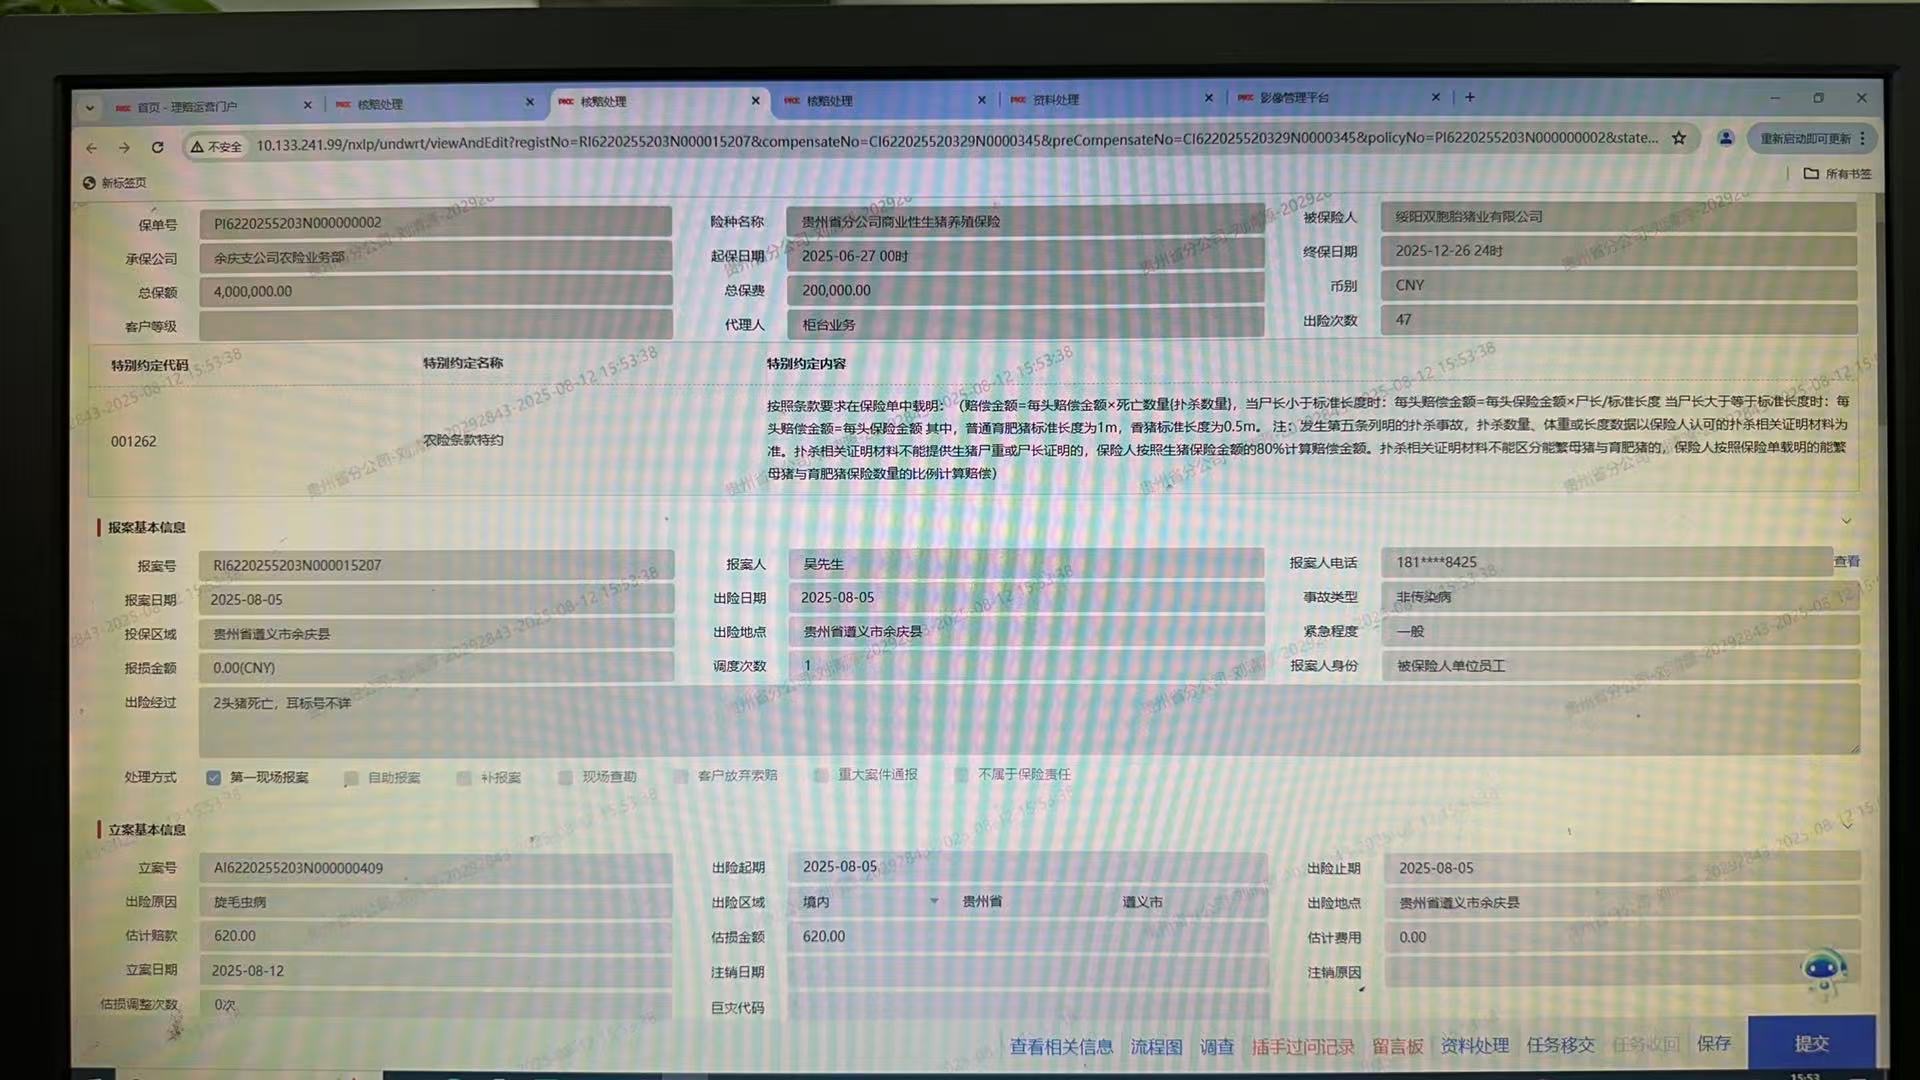 首页 - 理赔运营门户
核赔处理
核赔处理
核赔处理
资料处理
影像管理平台
不安全
10.133.241.99/nxlp/undwrt/viewAndEdit?registNo=RI6220255203N000015207&compensateNo=CI622025520329N0000345&preCompensateNo=CI622025520329N0000345&policyNo=PI6220255203N000000002&state...
重新启动即可更新
新标签页
所有书签
保单号 PI6220255203N000000002 险种名称 贵州省分公司商业性生猪养殖保险 被保险人 绥阳双胞胎猪业有限公司
承保公司 余庆支公司农险业务部 起保日期 2025-06-27 00时 终保日期 2025-12-26 24时
总保额 4,000,000.00 总保费 200,000.00 币别 CNY
客户等级 代理人 柜台业务 出险次数 47
特别约定代码 特别约定名称 特别约定内容
001262 农险条款特约
按照条款要求在保险单中载明：（赔偿金额=每头赔偿金额×死亡数量{扑杀数量}，当尸长小于标准长度时：每头赔偿金额=每头保险金额×尸长/标准长度 当尸长大于等于标准长度时：每
头赔偿金额=每头保险金额 其中，普通育肥猪标准长度为1m，香猪标准长度为0.5m。 注：发生第五条列明的扑杀事故，扑杀数量、体重或长度数据以保险人认可的扑杀相关证明材料为
准。扑杀相关证明材料不能提供生猪尸重或尸长证明的，保险人按照生猪保险金额的80%计算赔偿金额。扑杀相关证明材料不能区分能繁母猪与育肥猪的，保险人按照保险单载明的能繁
母猪与育肥猪保险数量的比例计算赔偿）
报案基本信息
报案号 RI6220255203N000015207 报案人 吴先生 报案人电话 181****8425 查看
报案日期 2025-08-05 出险日期 2025-08-05 事故类型 非传染病
投保区域 贵州省遵义市余庆县 出险地点 贵州省遵义市余庆县 紧急程度 一般
报损金额 0.00(CNY) 调度次数 1 报案人身份 被保险人单位员工
出险经过 2头猪死亡，耳标号不详
处理方式 第一现场报案 自助报案 补报案 现场查勘 客户放弃索赔 重大案件通报 不属于保险责任
立案基本信息
立案号 AI6220255203N000000409 出险起期 2025-08-05 出险止期 2025-08-05
出险原因 旋毛虫病 出险区域 境内 贵州省 遵义市 出险地点 贵州省遵义市余庆县
估计赔款 620.00 估损金额 620.00 估计费用 0.00
立案日期 2025-08-12 注销日期 注销原因
估损调整次数 0次 巨灾代码
查看相关信息 流程图 调查 插手过问记录 留言板 资料处理 任务移交 任务收回 保存 提交
15:53